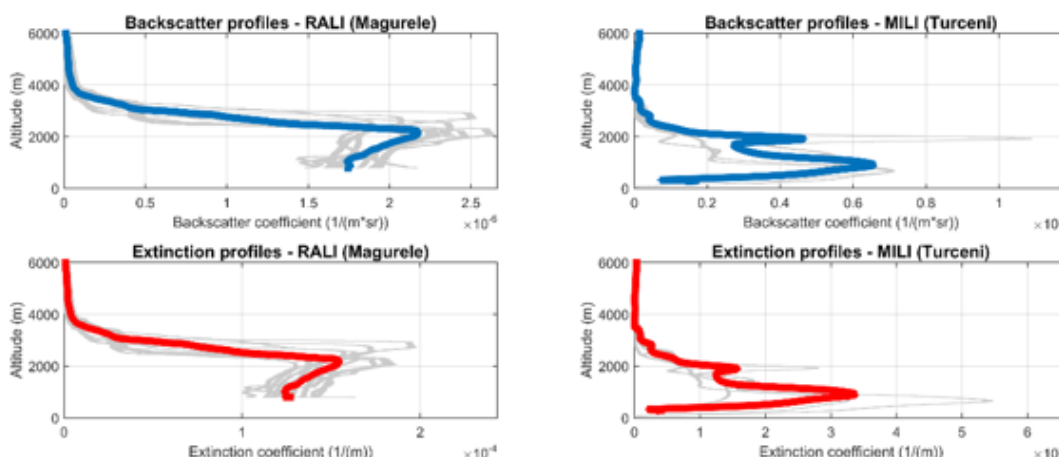 Backscatter profiles - RALI (Magurele)
6000
4000
2000
0
Altitude (m)
0 0.5 1 1.5 2 2.5
Backscatter coefficient (1/(m*sr)) ×10-6
Backscatter profiles - MILI (Turceni)
6000
4000
2000
0
Altitude (m)
0 0.2 0.4 0.6 0.8 1
Backscatter coefficient (1/(m*sr)) ×10
Extinction profiles - RALI (Magurele)
6000
4000
2000
0
Altitude (m)
0 1 2
Extinction coefficient (1/(m)) ×10-4
Extinction profiles - MILI (Turceni)
6000
4000
2000
0
Altitude (m)
0 1 2 3 4 5 6
Extinction coefficient (1/(m)) ×10